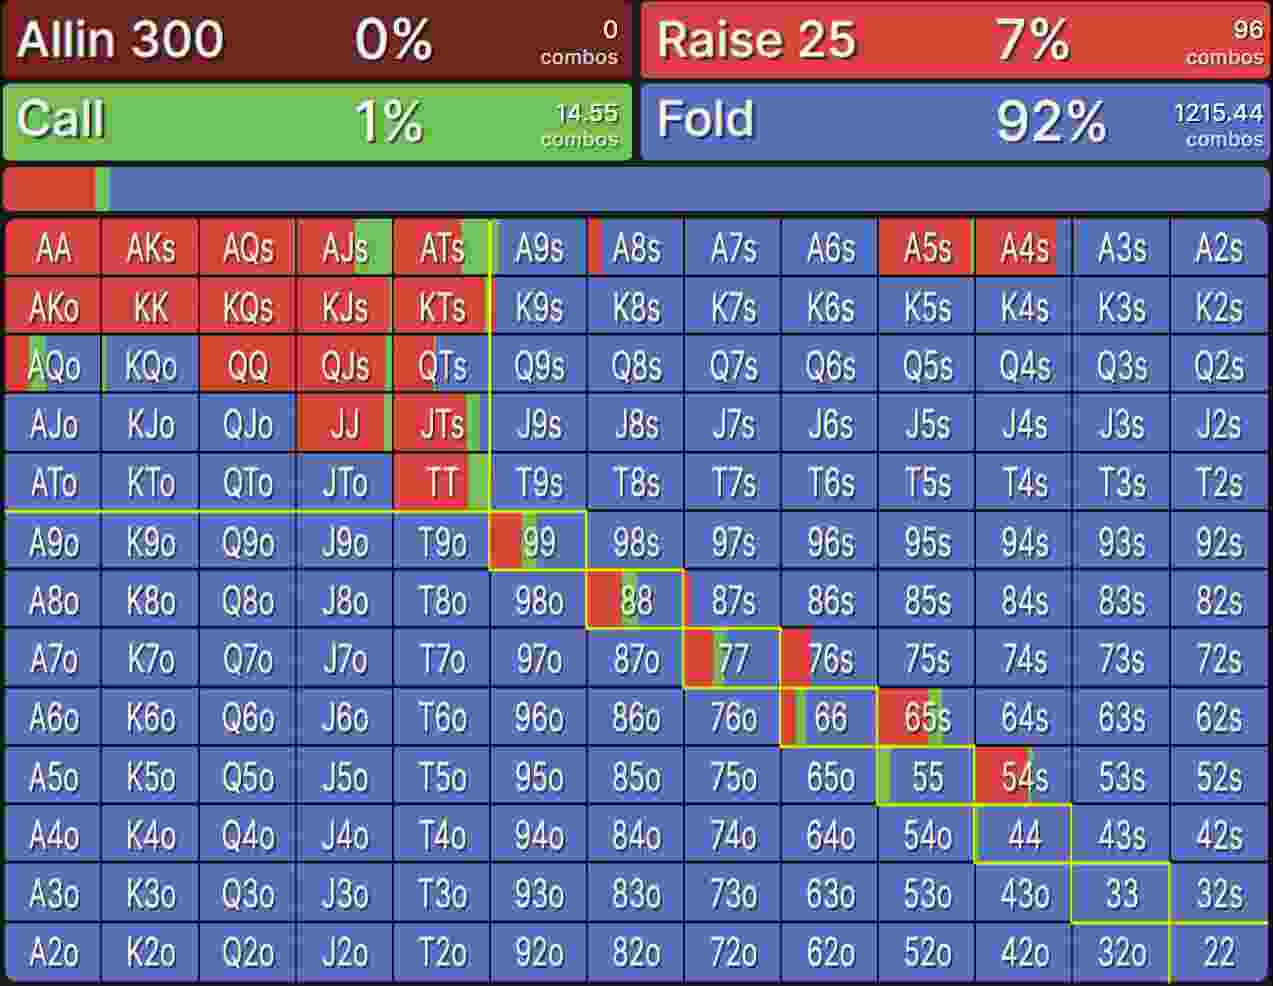 Allin 300 0% 0 combos Raise 25 7% 96 combos
Call 1% 14.55 combos Fold 92% 1215.44 combos
AA AKs AQs AJs ATs A9s A8s A7s A6s A5s A4s A3s A2s
AKo KK KQs KJs KTs K9s K8s K7s K6s K5s K4s K3s K2s
AQo KQo QQ QJs QTs Q9s Q8s Q7s Q6s Q5s Q4s Q3s Q2s
AJo KJo QJo JJ JTs J9s J8s J7s J6s J5s J4s J3s J2s
ATo KTo QTo JTo TT T9s T8s T7s T6s T5s T4s T3s T2s
A9o K9o Q9o J9o T9o 99 98s 97s 96s 95s 94s 93s 92s
A8o K8o Q8o J8o T8o 98o 88 87s 86s 85s 84s 83s 82s
A7o K7o Q7o J7o T7o 97o 87o 77 76s 75s 74s 73s 72s
A6o K6o Q6o J6o T6o 96o 86o 76o 66 65s 64s 63s 62s
A5o K5o Q5o J5o T5o 95o 85o 75o 65o 55 54s 53s 52s
A4o K4o Q4o J4o T4o 94o 84o 74o 64o 54o 44 43s 42s
A3o K3o Q3o J3o T3o 93o 83o 73o 63o 53o 43o 33 32s
A2o K2o Q2o J2o T2o 92o 82o 72o 62o 52o 42o 32o 22